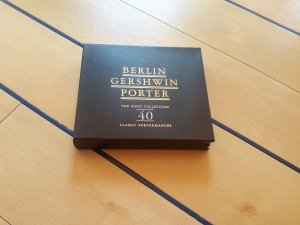 BERLIN
GERSHWIN
PORTER
THE GOLD COLLECTION
40
CLASSIC PERFORMANCES